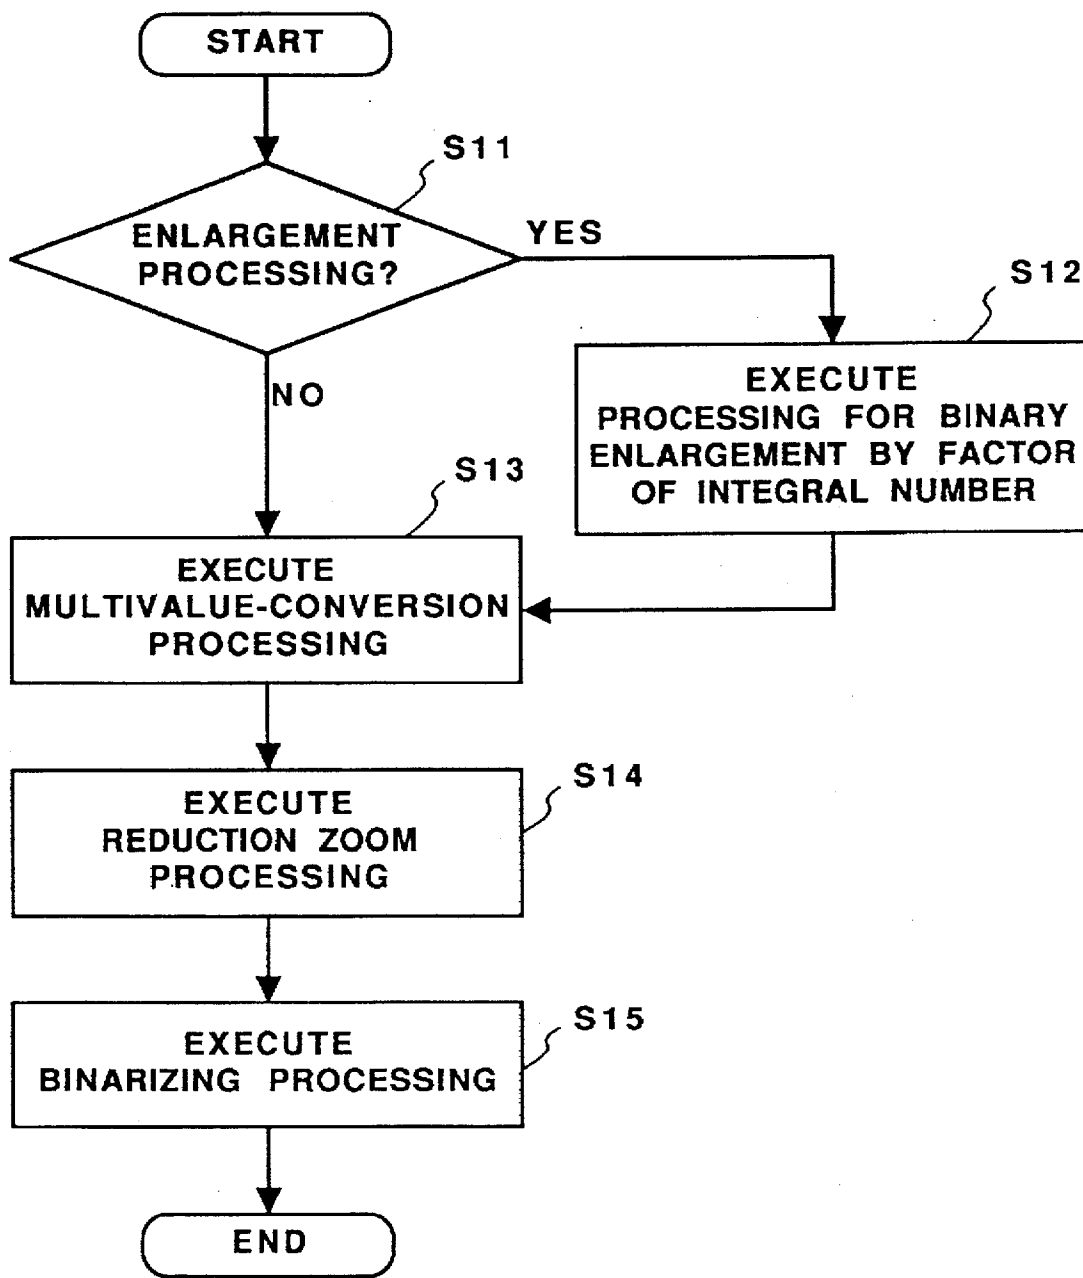 START
S11
ENLARGEMENT
PROCESSING?
YES
S12
EXECUTE
PROCESSING FOR BINARY
ENLARGEMENT BY FACTOR
OF INTEGRAL NUMBER
NO
S13
EXECUTE
MULTIVALUE-CONVERSION
PROCESSING
S14
EXECUTE
REDUCTION ZOOM
PROCESSING
S15
EXECUTE
BINARIZING PROCESSING
END